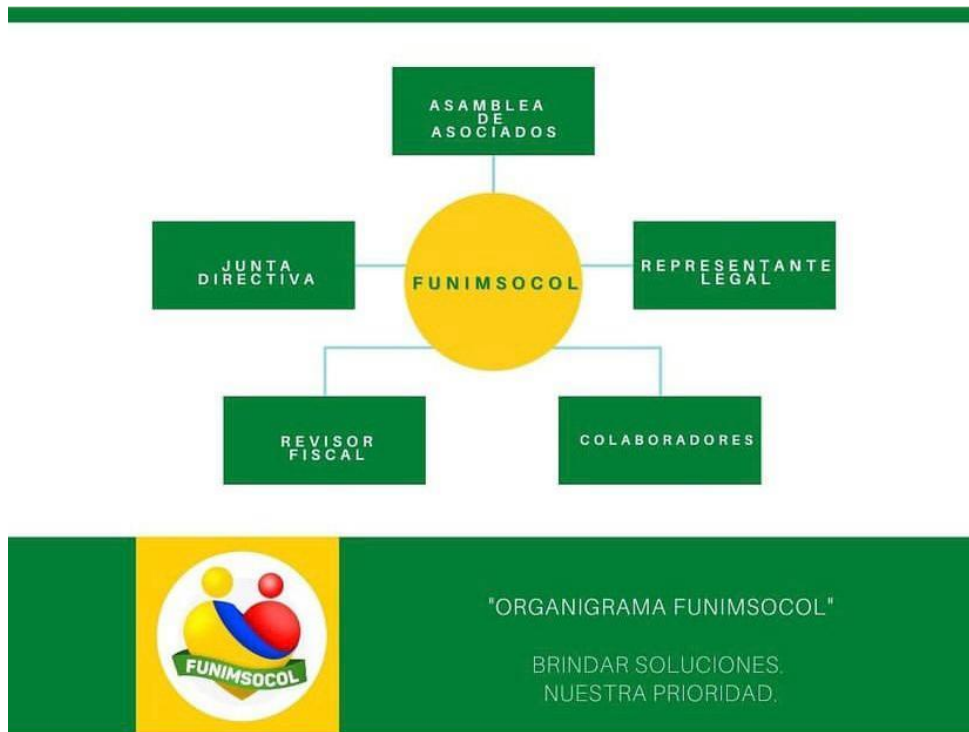 ASAMBLEA
DE
ASOCIADOS
JUNTA
DIRECTIVA
FUNIMSOCOL
REPRESENTANTE
LEGAL
REVISOR
FISCAL
COLABORADORES
FUNIMSOCOL
"ORGANIGRAMA FUNIMSOCOL"
BRINDAR SOLUCIONES.
NUESTRA PRIORIDAD.